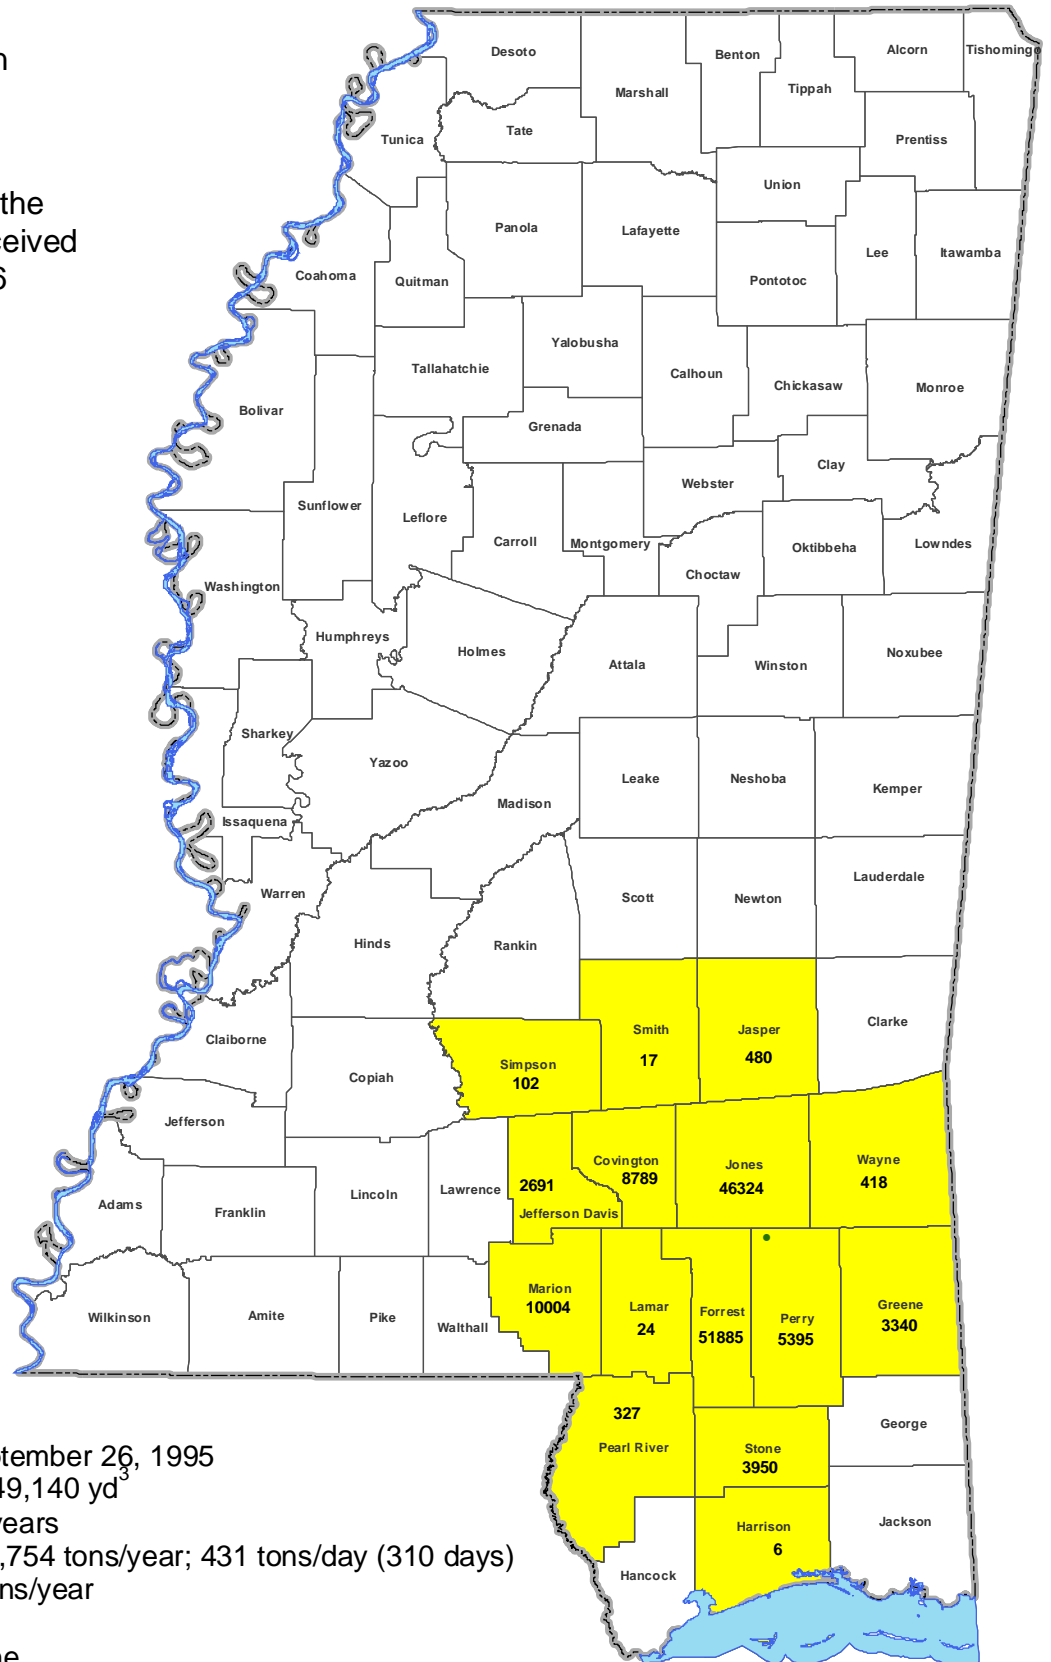 n
the
ceived
6
Desoto
Benton
Alcorn
Tishomingo
Marshall
Tippah
Tunica
Tate
Prentiss
Union
Panola
Lafayette
Lee
Itawamba
Coahoma
Quitman
Pontotoc
Yalobusha
Tallahatchie
Calhoun
Chickasaw
Monroe
Bolivar
Grenada
Clay
Webster
Sunflower
Leflore
Carroll
Montgomery
Oktibbeha
Lowndes
Choctaw
Washington
Humphreys
Holmes
Attala
Winston
Noxubee
Sharkey
Yazoo
Leake
Neshoba
Kemper
Madison
Issaquena
Warren
Scott
Newton
Lauderdale
Hinds
Rankin
Claiborne
Smith
17
Jasper
480
Clarke
Simpson
102
Copiah
Jefferson
Covington
8789
Jones
46324
Wayne
418
Adams
Franklin
Lincoln
Lawrence
2691
Jefferson Davis
Wilkinson
Amite
Pike
Walthall
Marion
10004
Lamar
24
Forrest
51885
Perry
5395
Greene
3340
327
Pearl River
Stone
3950
George
Harrison
6
Jackson
Hancock
ptember 26, 1995
49,140 yd3
years
,754 tons/year; 431 tons/day (310 days)
ns/year
ne